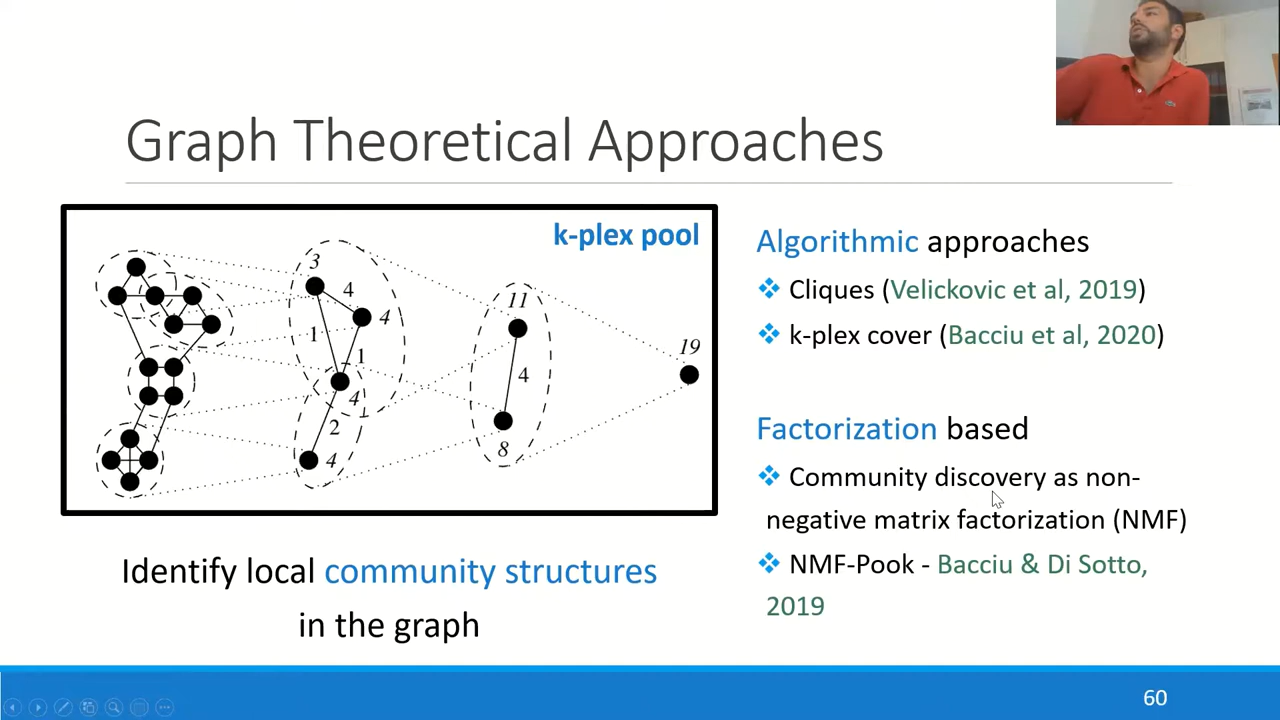 Graph Theoretical Approaches
k-plex pool
3
4
4
1
1
4
2
4
11
4
8
19
Identify local community structures
in the graph
Algorithmic approaches
❖ Cliques (Velickovic et al, 2019)
❖ k-plex cover (Bacciu et al, 2020)
Factorization based
❖ Community discovery as non-
negative matrix factorization (NMF)
❖ NMF-Pook - Bacciu & Di Sotto,
2019
60